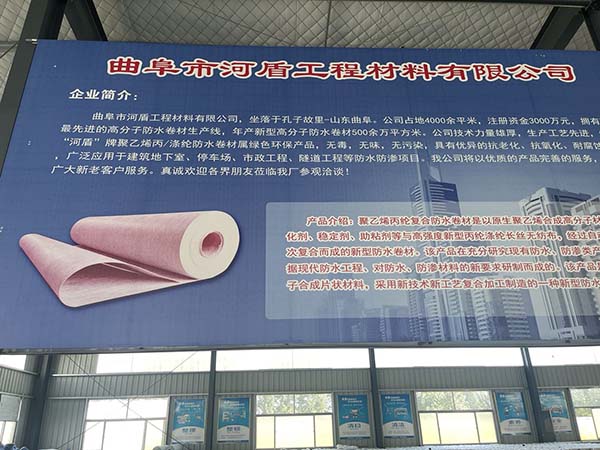 曲阜市河盾工程材料有限公司
企业简介：
曲阜市河盾工程材料有限公司，坐落于孔子故里-山东曲阜。公司占地4000余平米，注册资金3000万元，拥有
最先进的高分子防水卷材生产线，年产新型高分子防水卷材500余万平方米。公司技术力量雄厚，生产工艺先进，
“河盾”牌聚乙烯丙/涤纶防水卷材属绿色环保产品，无毒，无味，无污染，具有优异的抗老化、抗氧化、耐腐蚀
，广泛应用于建筑地下室、停车场、市政工程、隧道工程等防水防渗项目。我公司将以优质的产品完善的服务，
广大新老客户服务。真诚欢迎各界朋友莅临我厂参观洽谈！
产品介绍：聚乙烯丙纶复合防水卷材是以原生聚乙烯合成高分子材
化剂、稳定剂、助粘剂等与高强度新型丙纶涤纶长丝无纺布，经过自
次复合而成的新型防水卷材。该产品在充分研究现有防水、防渗类产
据现代防水工程、对防水、防渗材料的新要求研制而成的。该产品
子合成片状材料，采用新技术新工艺复合加工制造的一种新型防水
整理
整顿
清扫
清洁
素养